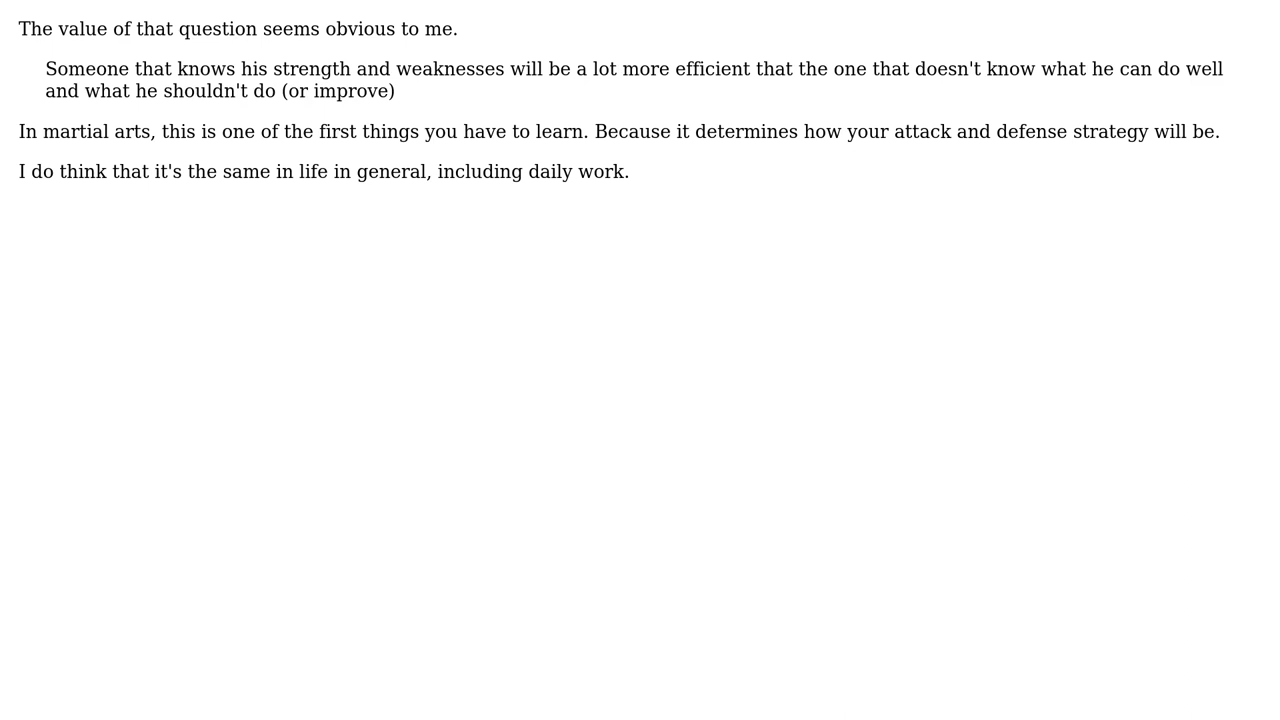 The value of that question seems obvious to me.
Someone that knows his strength and weaknesses will be a lot more efficient that the one that doesn't know what he can do well
and what he shouldn't do (or improve)
In martial arts, this is one of the first things you have to learn. Because it determines how your attack and defense strategy will be.
I do think that it's the same in life in general, including daily work.